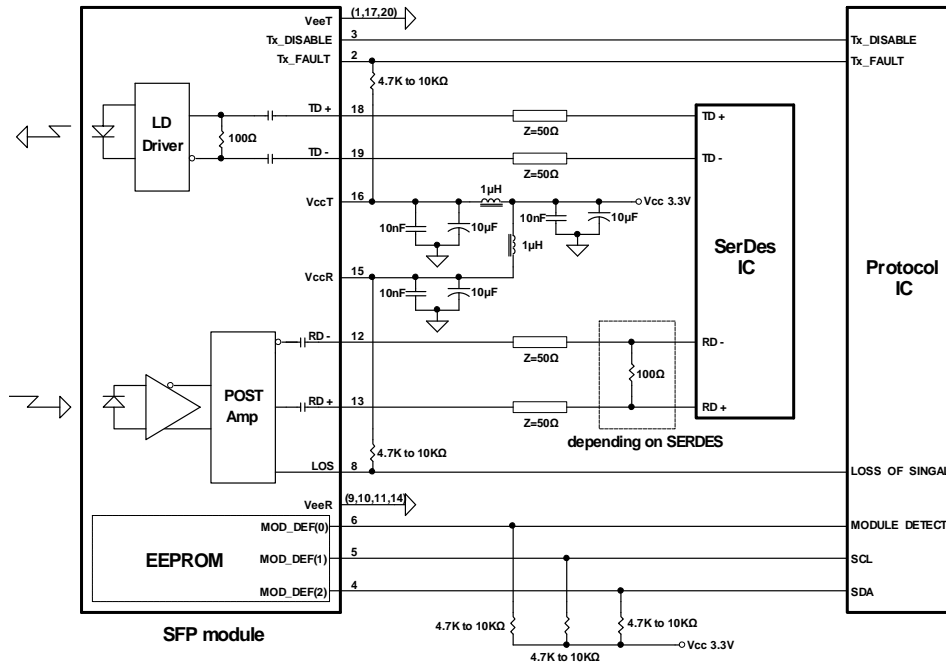 VeeT (1,17,20)
Tx_DISABLE 3 Tx_DISABLE
Tx_FAULT 2 Tx_FAULT
4.7K to 10KΩ
LD
Driver
100Ω
TD + 18 TD +
Z=50Ω
TD - 19 TD -
Z=50Ω
1µH
VccT 16 Vcc 3.3V
10nF 10µF 10nF 10µF
1µH
SerDes
IC
Protocol
IC
VccR 15
10nF 10µF
RD - 12 RD -
Z=50Ω
100Ω
POST
Amp
RD + 13 RD +
Z=50Ω
depending on SERDES
4.7K to 10KΩ
LOS 8 LOSS OF SINGAL
VeeR (9,10,11,14)
EEPROM
MOD_DEF(0) 6 MODULE DETECT
MOD_DEF(1) 5 SCL
MOD_DEF(2) 4 SDA
4.7K to 10KΩ 4.7K to 10KΩ
4.7K to 10KΩ
Vcc 3.3V
SFP module